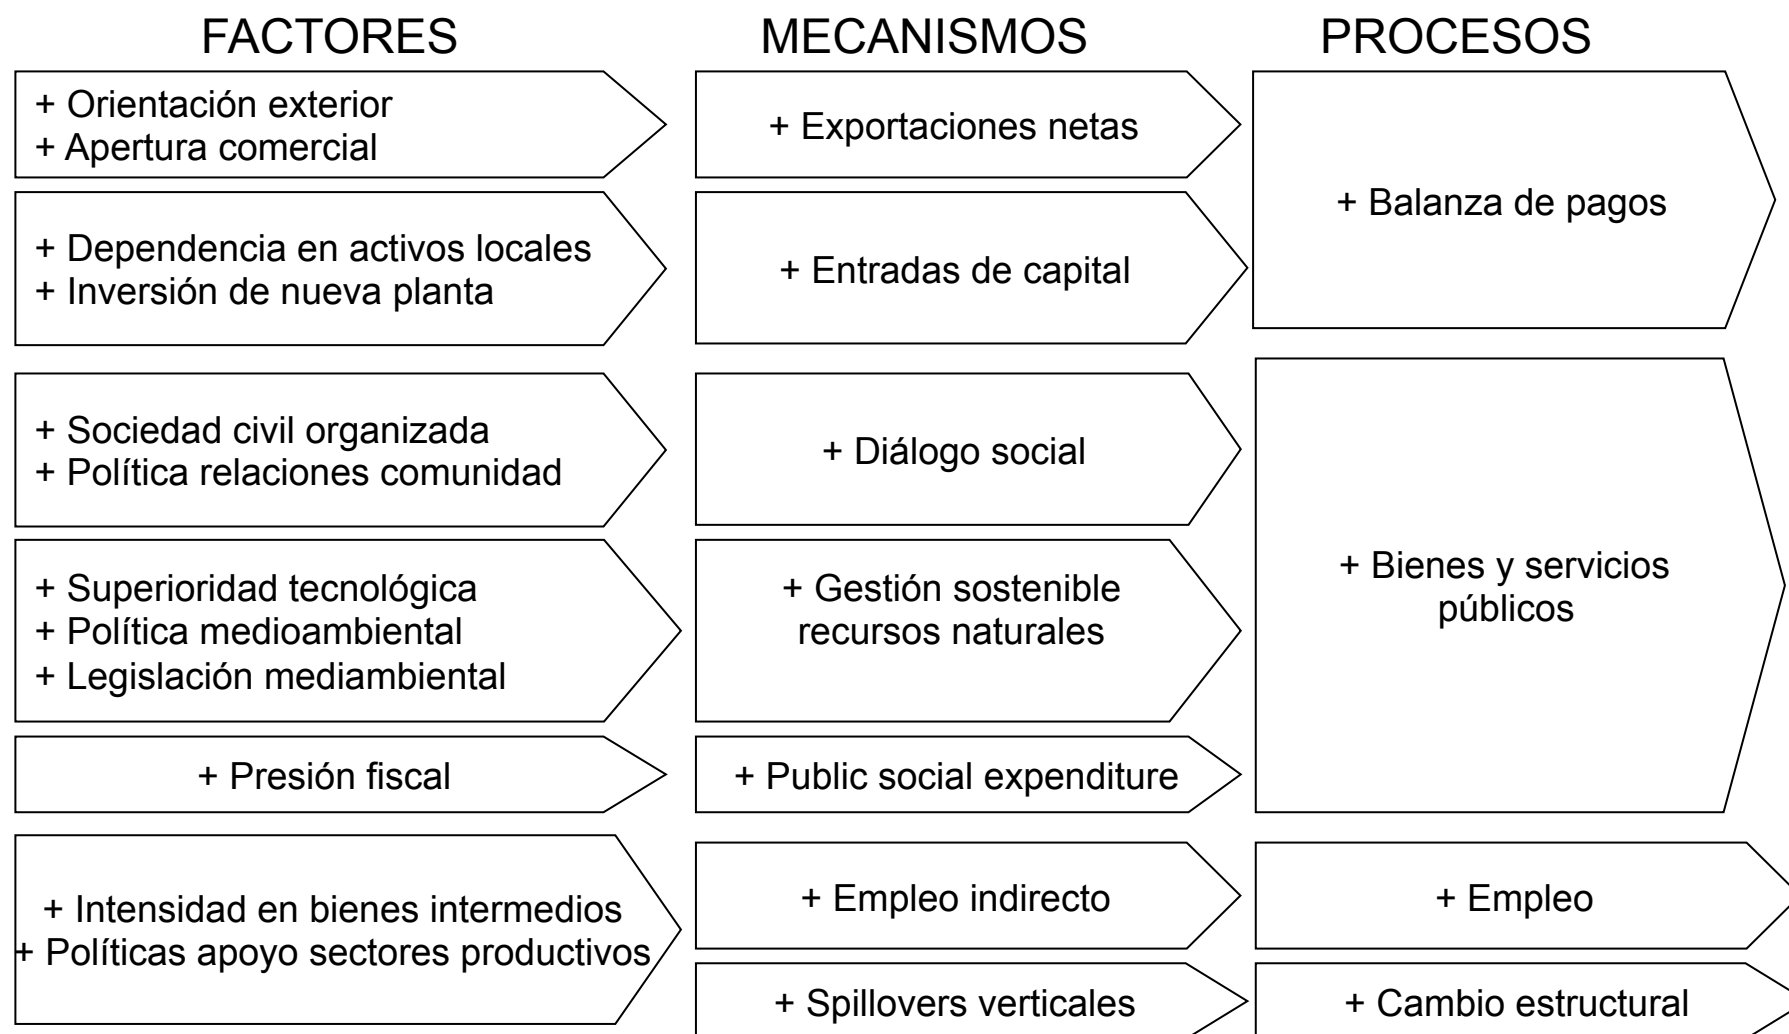 FACTORES
MECANISMOS
PROCESOS
+ Orientación exterior
+ Apertura comercial
+ Exportaciones netas
+ Balanza de pagos
+ Dependencia en activos locales
+ Inversión de nueva planta
+ Entradas de capital
+ Sociedad civil organizada
+ Política relaciones comunidad
+ Diálogo social
+ Bienes y servicios
públicos
+ Superioridad tecnológica
+ Política medioambiental
+ Legislación mediambiental
+ Gestión sostenible
recursos naturales
+ Presión fiscal
+ Public social expenditure
+ Intensidad en bienes intermedios
+ Políticas apoyo sectores productivos
+ Empleo indirecto
+ Empleo
+ Spillovers verticales
+ Cambio estructural